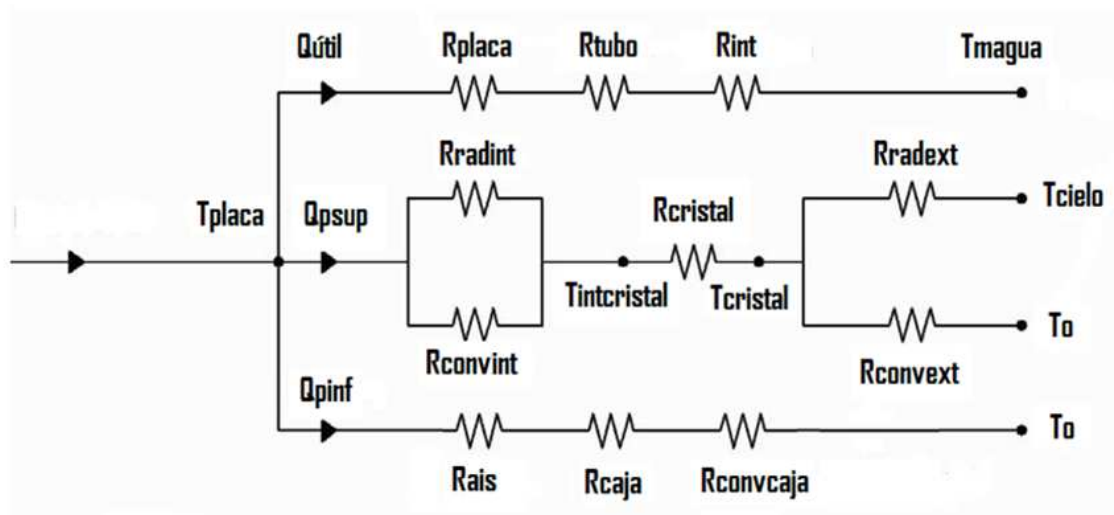 Qútil Rplaca Rtubo Rint Tmagua
Rradint Rradext
Tplaca Qpsup Rcristal Tcielo
Tintcristal Tcristal
Rconvint To
Qpinf Rconvext
To
Rais Rcaja Rconvcaja